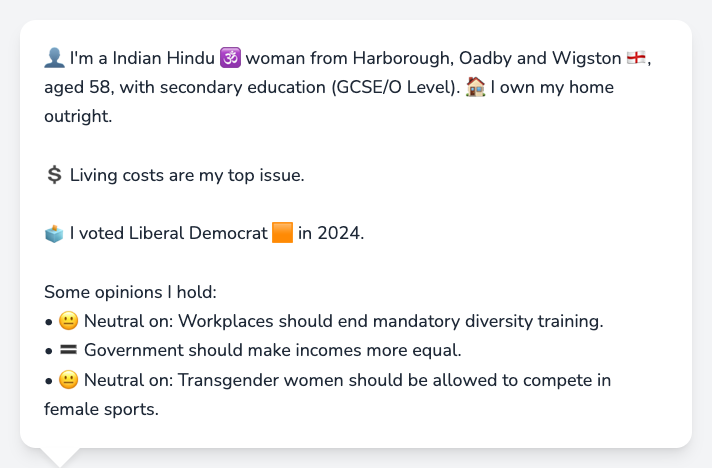 👤 I'm a Indian Hindu 🕉️ woman from Harborough, Oadby and Wigston 🏴󠁧󠁢󠁥󠁮󠁧󠁿,
aged 58, with secondary education (GCSE/O Level). 🏠 I own my home
outright.
💲 Living costs are my top issue.
🗳️ I voted Liberal Democrat 🟧 in 2024.
Some opinions I hold:
• 😐 Neutral on: Workplaces should end mandatory diversity training.
• 🟰 Government should make incomes more equal.
• 😐 Neutral on: Transgender women should be allowed to compete in
female sports.